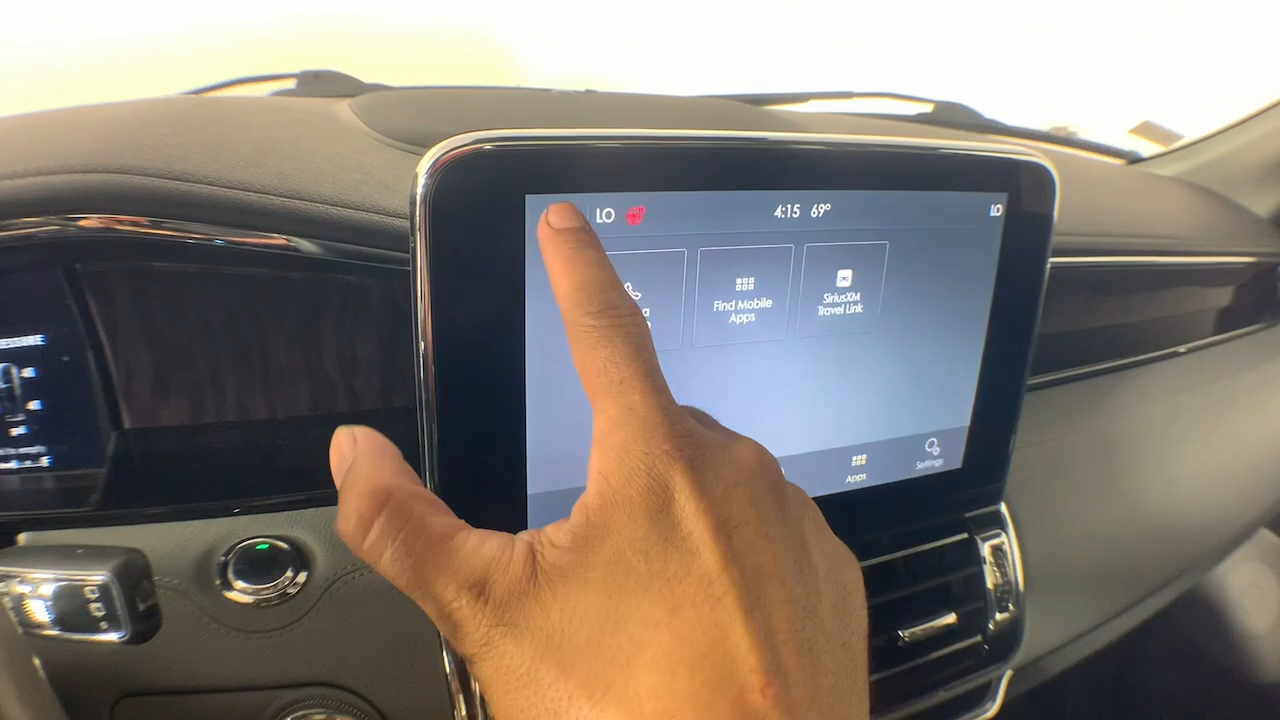 LO
4:15 69°
LO
Find Mobile
Apps
SiriusXM
Travel Link
Apps
Settings